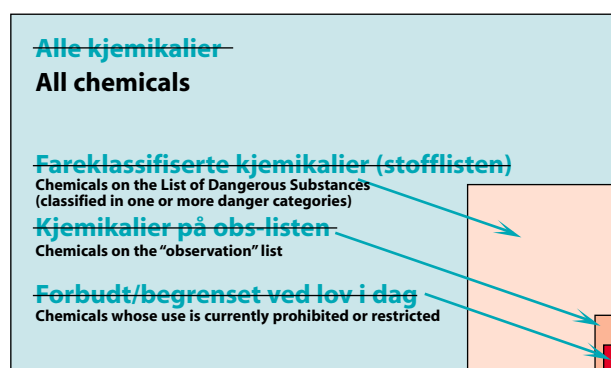 Alle kjemikalier
All chemicals
Fareklassifiserte kjemikalier (stofflisten)
Chemicals on the List of Dangerous Substances
(classified in one or more danger categories)
Kjemikalier på obs-listen
Chemicals on the “observation” list
Forbudt/begrenset ved lov i dag
Chemicals whose use is currently prohibited or restricted